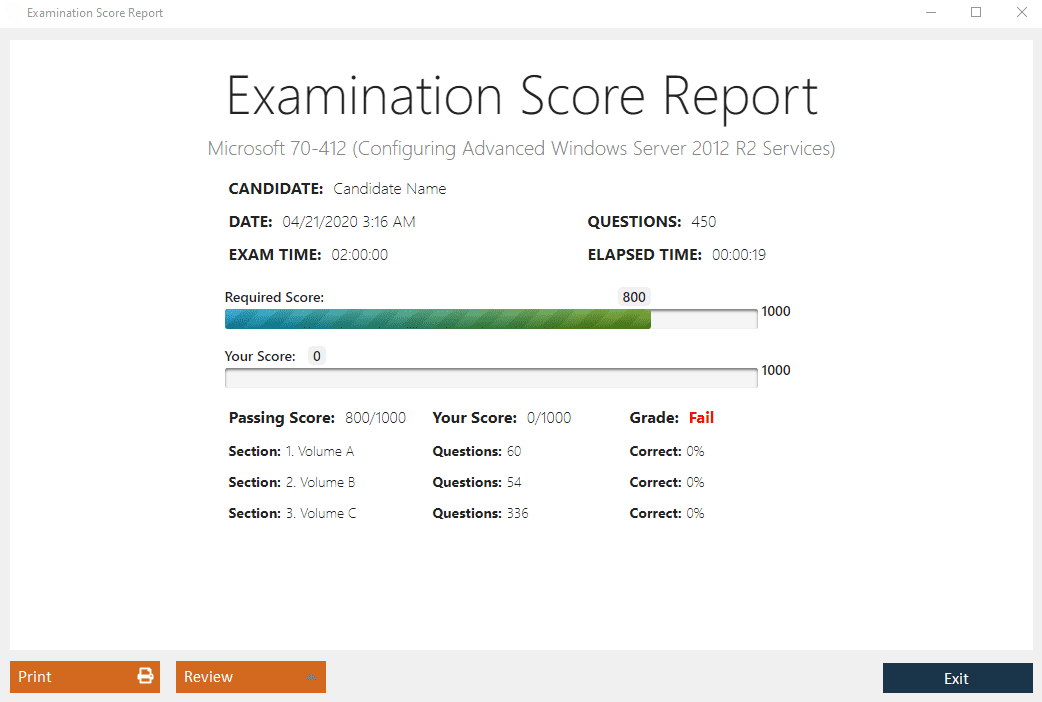 Examination Score Report
Examination Score Report
Microsoft 70-412 (Configuring Advanced Windows Server 2012 R2 Services)
CANDIDATE: Candidate Name
DATE: 04/21/2020 3:16 AM QUESTIONS: 450
EXAM TIME: 02:00:00 ELAPSED TIME: 00:00:19
Required Score: 800
1000
Your Score: 0
1000
Passing Score: 800/1000 Your Score: 0/1000 Grade: Fail
Section: 1. Volume A Questions: 60 Correct: 0%
Section: 2. Volume B Questions: 54 Correct: 0%
Section: 3. Volume C Questions: 336 Correct: 0%
Print Review Exit